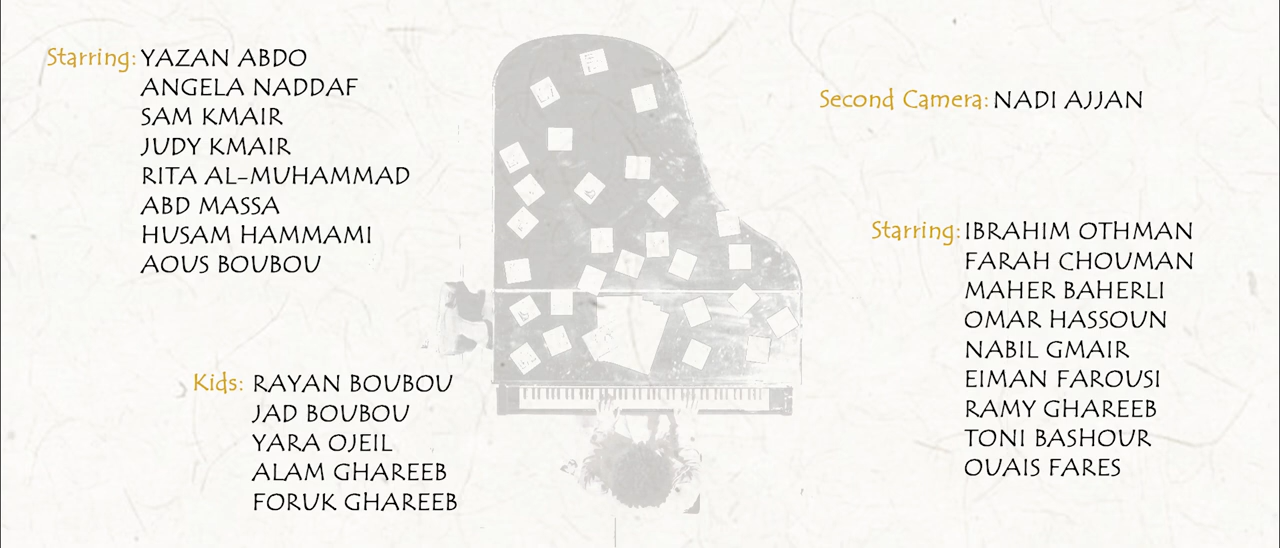 Starring: YAZAN ABDO
ANGELA NADDAF
SAM KMAIR
JUDY KMAIR
RITA AL-MUHAMMAD
ABD MASSA
HUSAM HAMMAMI
AOUS BOUBOU
Kids: RAYAN BOUBOU
JAD BOUBOU
YARA OJEIL
ALAM GHAREEB
FORUK GHAREEB
Second Camera: NADI AJJAN
Starring: IBRAHIM OTHMAN
FARAH CHOUMAN
MAHER BAHERLI
OMAR HASSOUN
NABIL GMAIR
EIMAN FAROUSI
RAMY GHAREEB
TONI BASHOUR
OUAIS FARES